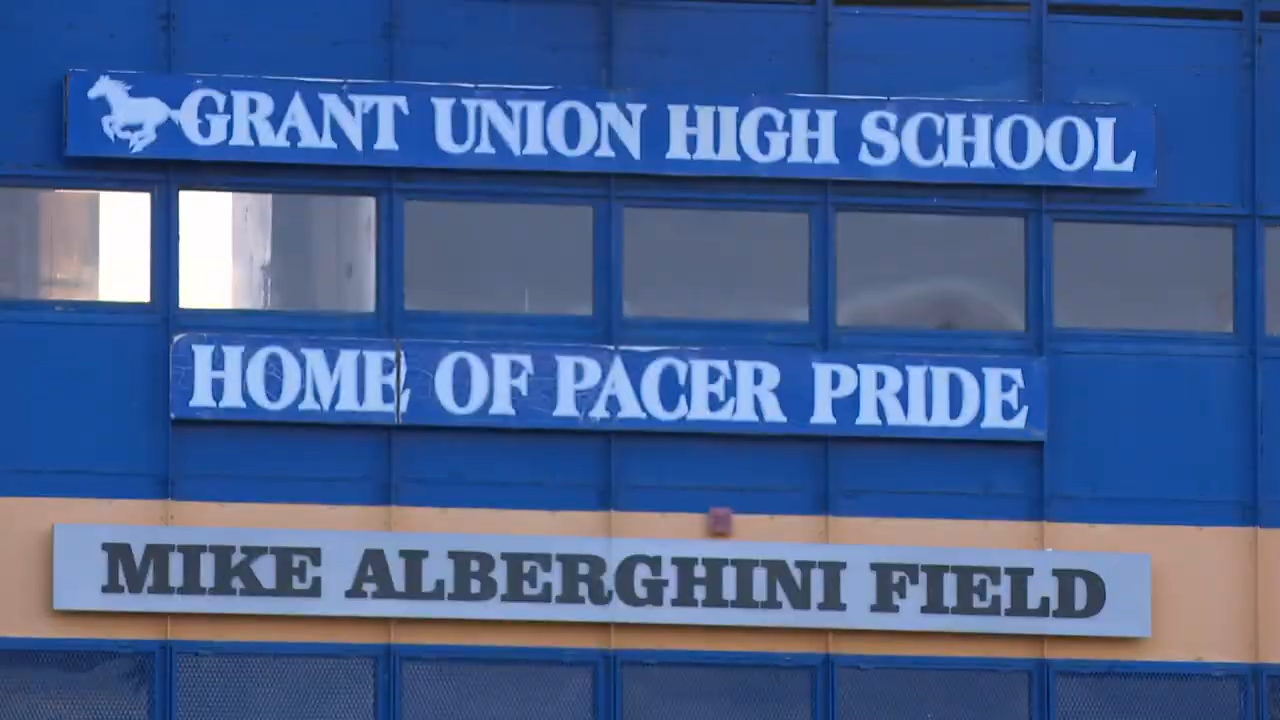 GRANT UNION HIGH SCHOOL
HOME OF PACER PRIDE
MIKE ALBERGHINI FIELD